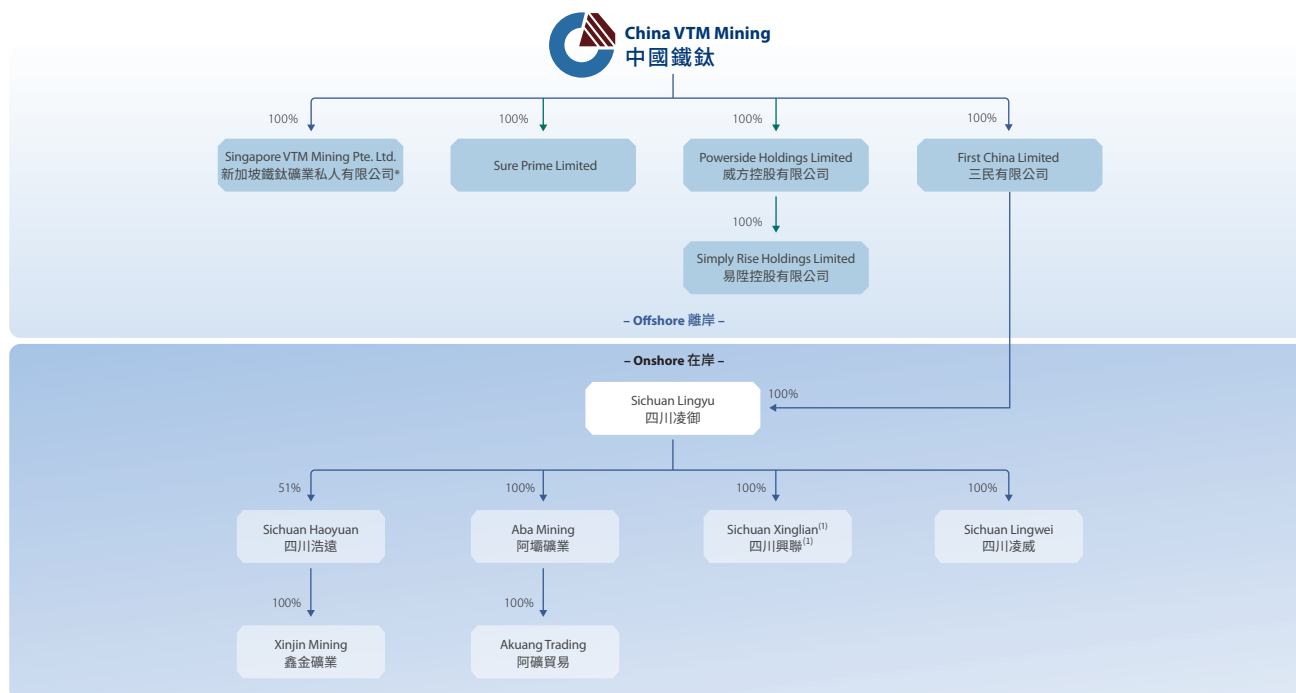 China VTM Mining
中國鐵鈦
100%
100%
100%
100%
Singapore VTM Mining Pte. Ltd.
新加坡鐵鈦礦業私人有限公司*
Sure Prime Limited
Powerside Holdings Limited
威方控股有限公司
First China Limited
三民有限公司
100%
Simply Rise Holdings Limited
易陞控股有限公司
– Offshore 離岸 –
– Onshore 在岸 –
100%
Sichuan Lingyu
四川凌御
51%
100%
100%
100%
Sichuan Haoyuan
四川浩遠
Aba Mining
阿壩礦業
Sichuan Xinglian(1)
四川興聯(1)
Sichuan Lingwei
四川凌威
100%
100%
Xinjin Mining
鑫金礦業
Akuang Trading
阿礦貿易